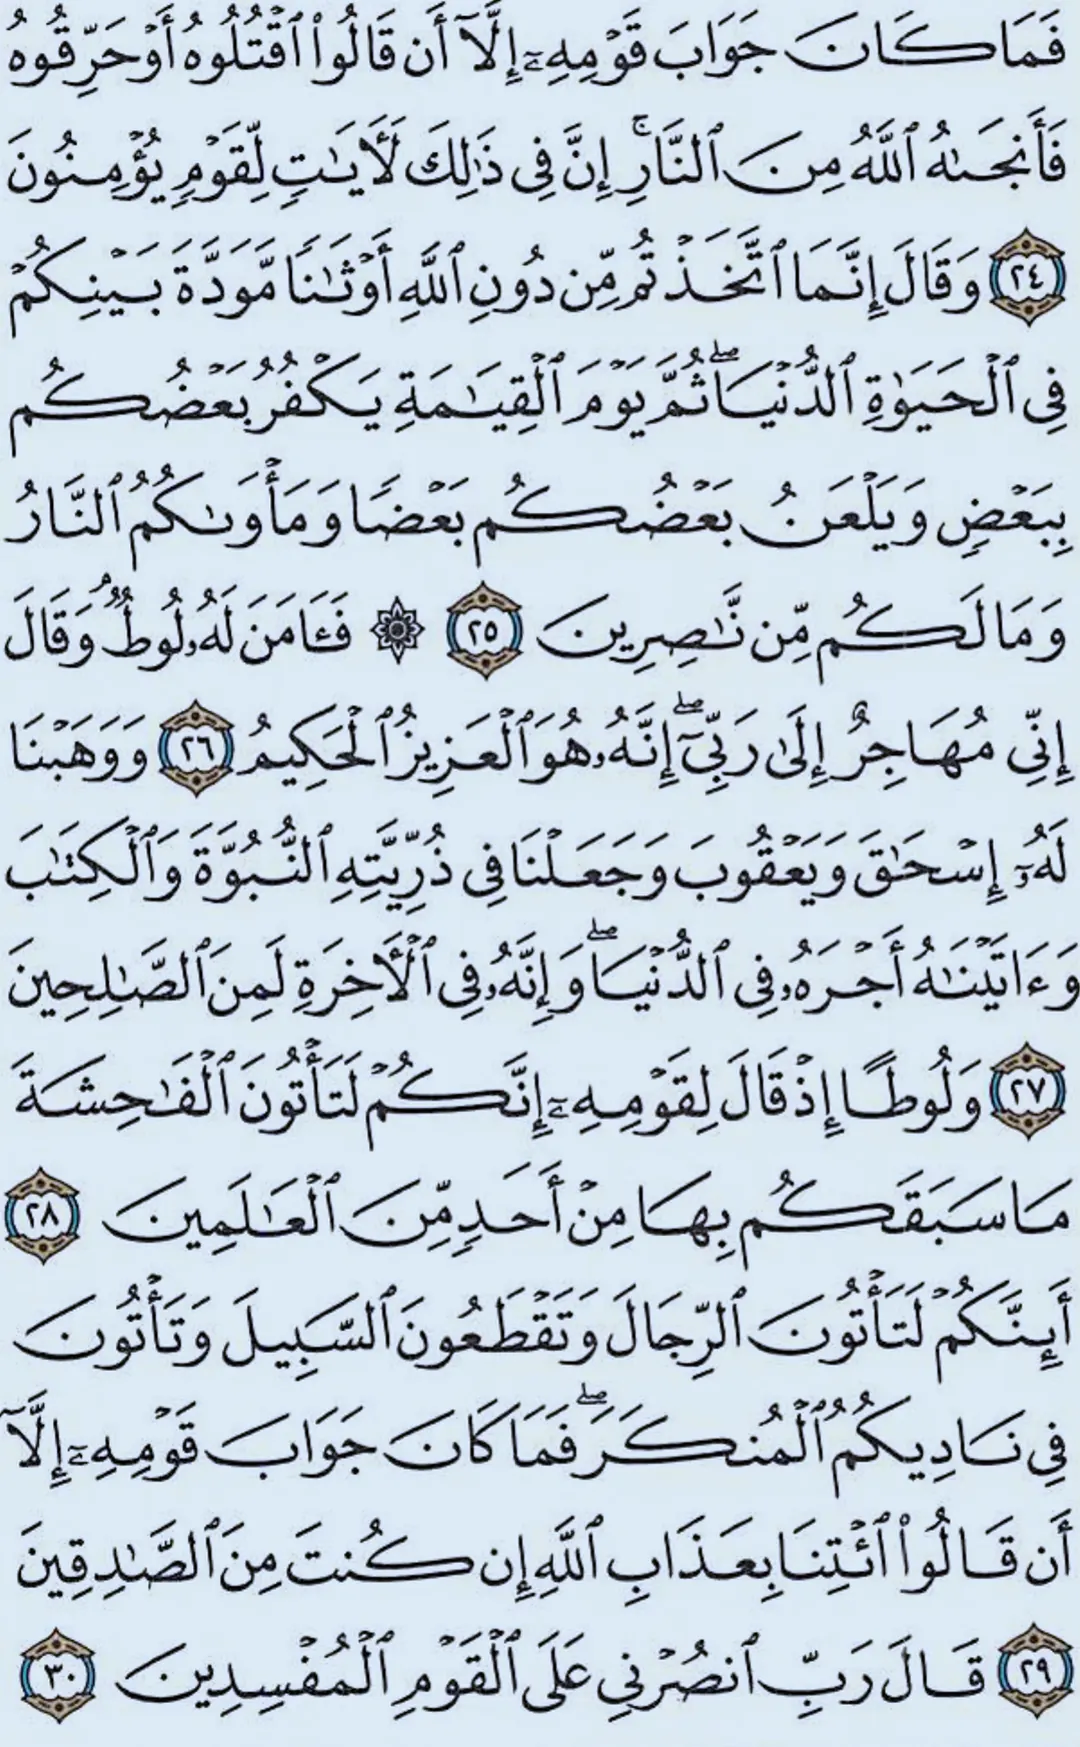 فَمَا كَانَ جَوَابَ قَوْمِهِۦٓ إِلَّآ أَن قَالُوا۟ ٱقْتُلُوهُ أَوْ حَرِّقُوهُ
فَأَنجَىٰهُ ٱللَّهُ مِنَ ٱلنَّارِ ۚ إِنَّ فِى ذَٰلِكَ لَـَٔايَـٰتٍ لِّقَوْمٍ يُؤْمِنُونَ
٢٤ وَقَالَ إِنَّمَا ٱتَّخَذْتُم مِّن دُونِ ٱللَّهِ أَوْثَـٰنًا مَّوَدَّةَ بَيْنِكُمْ
فِى ٱلْحَيَوٰةِ ٱلدُّنْيَا ۖ ثُمَّ يَوْمَ ٱلْقِيَـٰمَةِ يَكْفُرُ بَعْضُكُم
بِبَعْضٍ وَيَلْعَنُ بَعْضُكُم بَعْضًا وَمَأْوَىٰكُمُ ٱلنَّارُ
وَمَا لَكُم مِّن نَّـٰصِرِينَ ٢٥ ۞ فَـَٔامَنَ لَهُۥ لُوطٌ ۘ وَقَالَ
إِنِّى مُهَاجِرٌ إِلَىٰ رَبِّىٓ ۖ إِنَّهُۥ هُوَ ٱلْعَزِيزُ ٱلْحَكِيمُ ٢٦ وَوَهَبْنَا
لَهُۥٓ إِسْحَـٰقَ وَيَعْقُوبَ وَجَعَلْنَا فِى ذُرِّيَّتِهِ ٱلنُّبُوَّةَ وَٱلْكِتَـٰبَ
وَءَاتَيْنَـٰهُ أَجْرَهُۥ فِى ٱلدُّنْيَا ۖ وَإِنَّهُۥ فِى ٱلْـَٔاخِرَةِ لَمِنَ ٱلصَّـٰلِحِينَ
٢٧ وَلُوطًا إِذْ قَالَ لِقَوْمِهِۦٓ إِنَّكُمْ لَتَأْتُونَ ٱلْفَـٰحِشَةَ
مَا سَبَقَكُم بِهَا مِنْ أَحَدٍ مِّنَ ٱلْعَـٰلَمِينَ ٢٨
أَئِنَّكُمْ لَتَأْتُونَ ٱلرِّجَالَ وَتَقْطَعُونَ ٱلسَّبِيلَ وَتَأْتُونَ
فِى نَادِيكُمُ ٱلْمُنكَرَ ۖ فَمَا كَانَ جَوَابَ قَوْمِهِۦٓ إِلَّآ
أَن قَالُوا۟ ٱئْتِنَا بِعَذَابِ ٱللَّهِ إِن كُنتَ مِنَ ٱلصَّـٰدِقِينَ
٢٩ قَالَ رَبِّ ٱنصُرْنِى عَلَى ٱلْقَوْمِ ٱلْمُفْسِدِينَ ٣٠